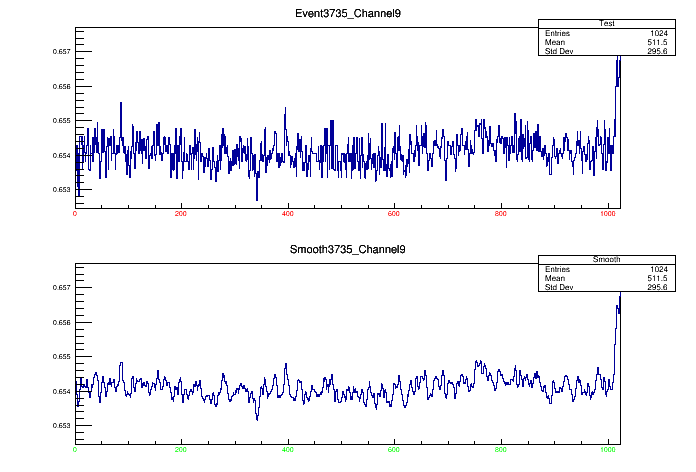 Event3735_Channel9
Test
Entries 1024
Mean 511.5
Std Dev 295.6
0.657
0.656
0.655
0.654
0.653
0 200 400 600 800 1000
Smooth3735_Channel9
Smooth
Entries 1024
Mean 511.5
Std Dev 295.6
0.657
0.656
0.655
0.654
0.653
0 200 400 600 800 1000